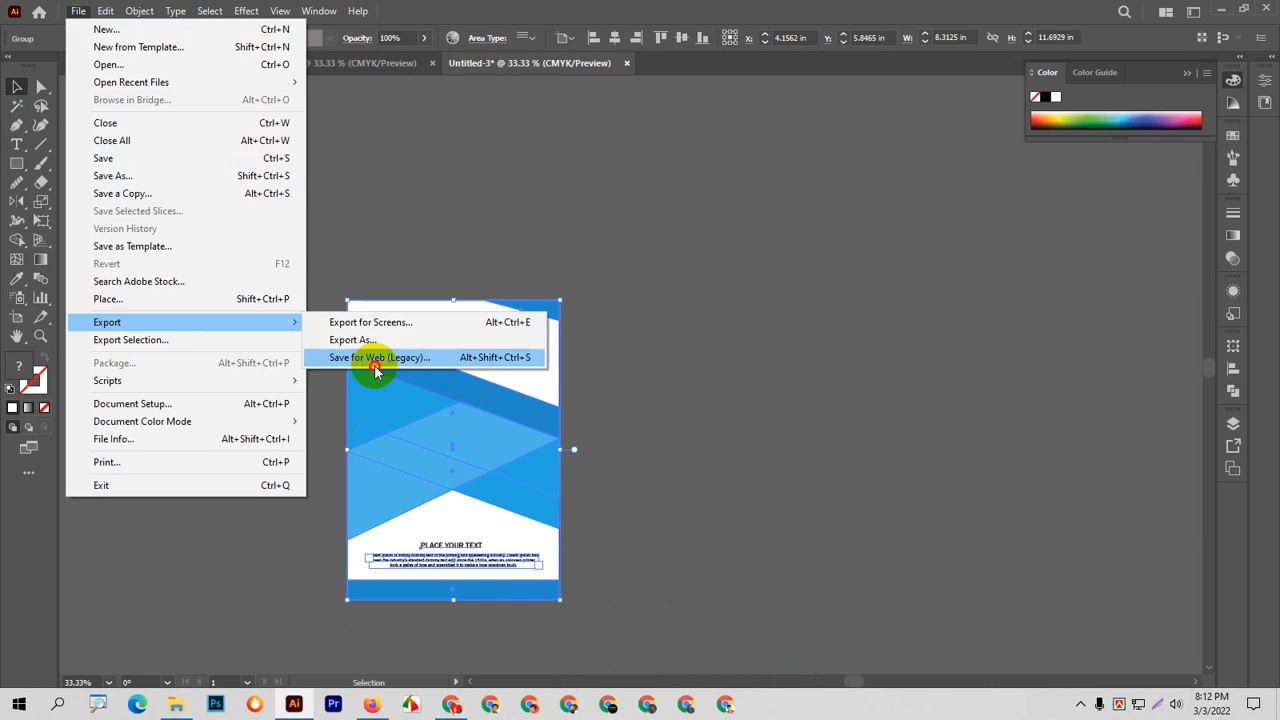 Ai File Edit Object Type Select Effect View Window Help
Group Opacity: 100% Align X: 4.1562 in Y: 5.8465 in W: 8.3125 in H: 11.6929 in
33.33 % (CMYK/Preview) × Untitled-3* @ 33.33 % (CMYK/Preview) ×
New... Ctrl+N
New from Template... Shift+Ctrl+N
Open... Ctrl+O
Open Recent Files
Browse in Bridge... Alt+Ctrl+O
Close Ctrl+W
Close All Alt+Ctrl+W
Save Ctrl+S
Save As... Shift+Ctrl+S
Save a Copy... Alt+Ctrl+S
Save Selected Slices...
Version History
Save as Template...
Revert F12
Search Adobe Stock...
Place... Shift+Ctrl+P
Export
Export Selection...
Package... Alt+Shift+Ctrl+P
Scripts
Document Setup... Alt+Ctrl+P
Document Color Mode
File Info... Alt+Shift+Ctrl+I
Print... Ctrl+P
Exit Ctrl+Q
Export for Screens... Alt+Ctrl+E
Export As...
Save for Web (Legacy)... Alt+Shift+Ctrl+S
Color Color Guide
?
PLACE YOUR TEXT
33.33% 0° 1 Selection
Ps Ai Pr
8:12 PM
3/3/2022